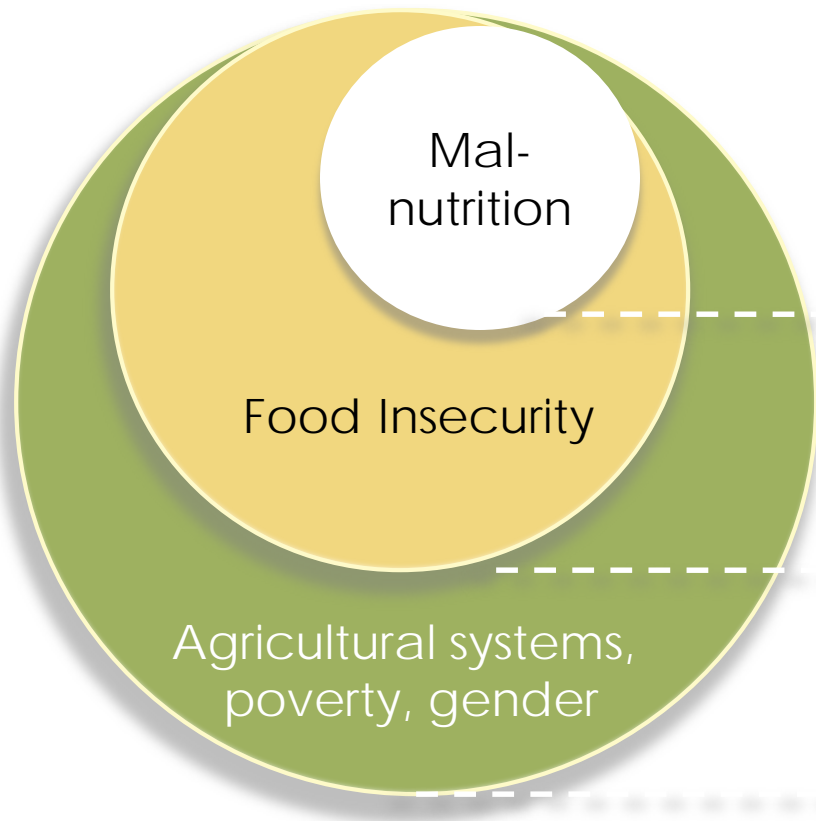 Mal-
nutrition
Food Insecurity
Agricultural systems,
poverty, gender